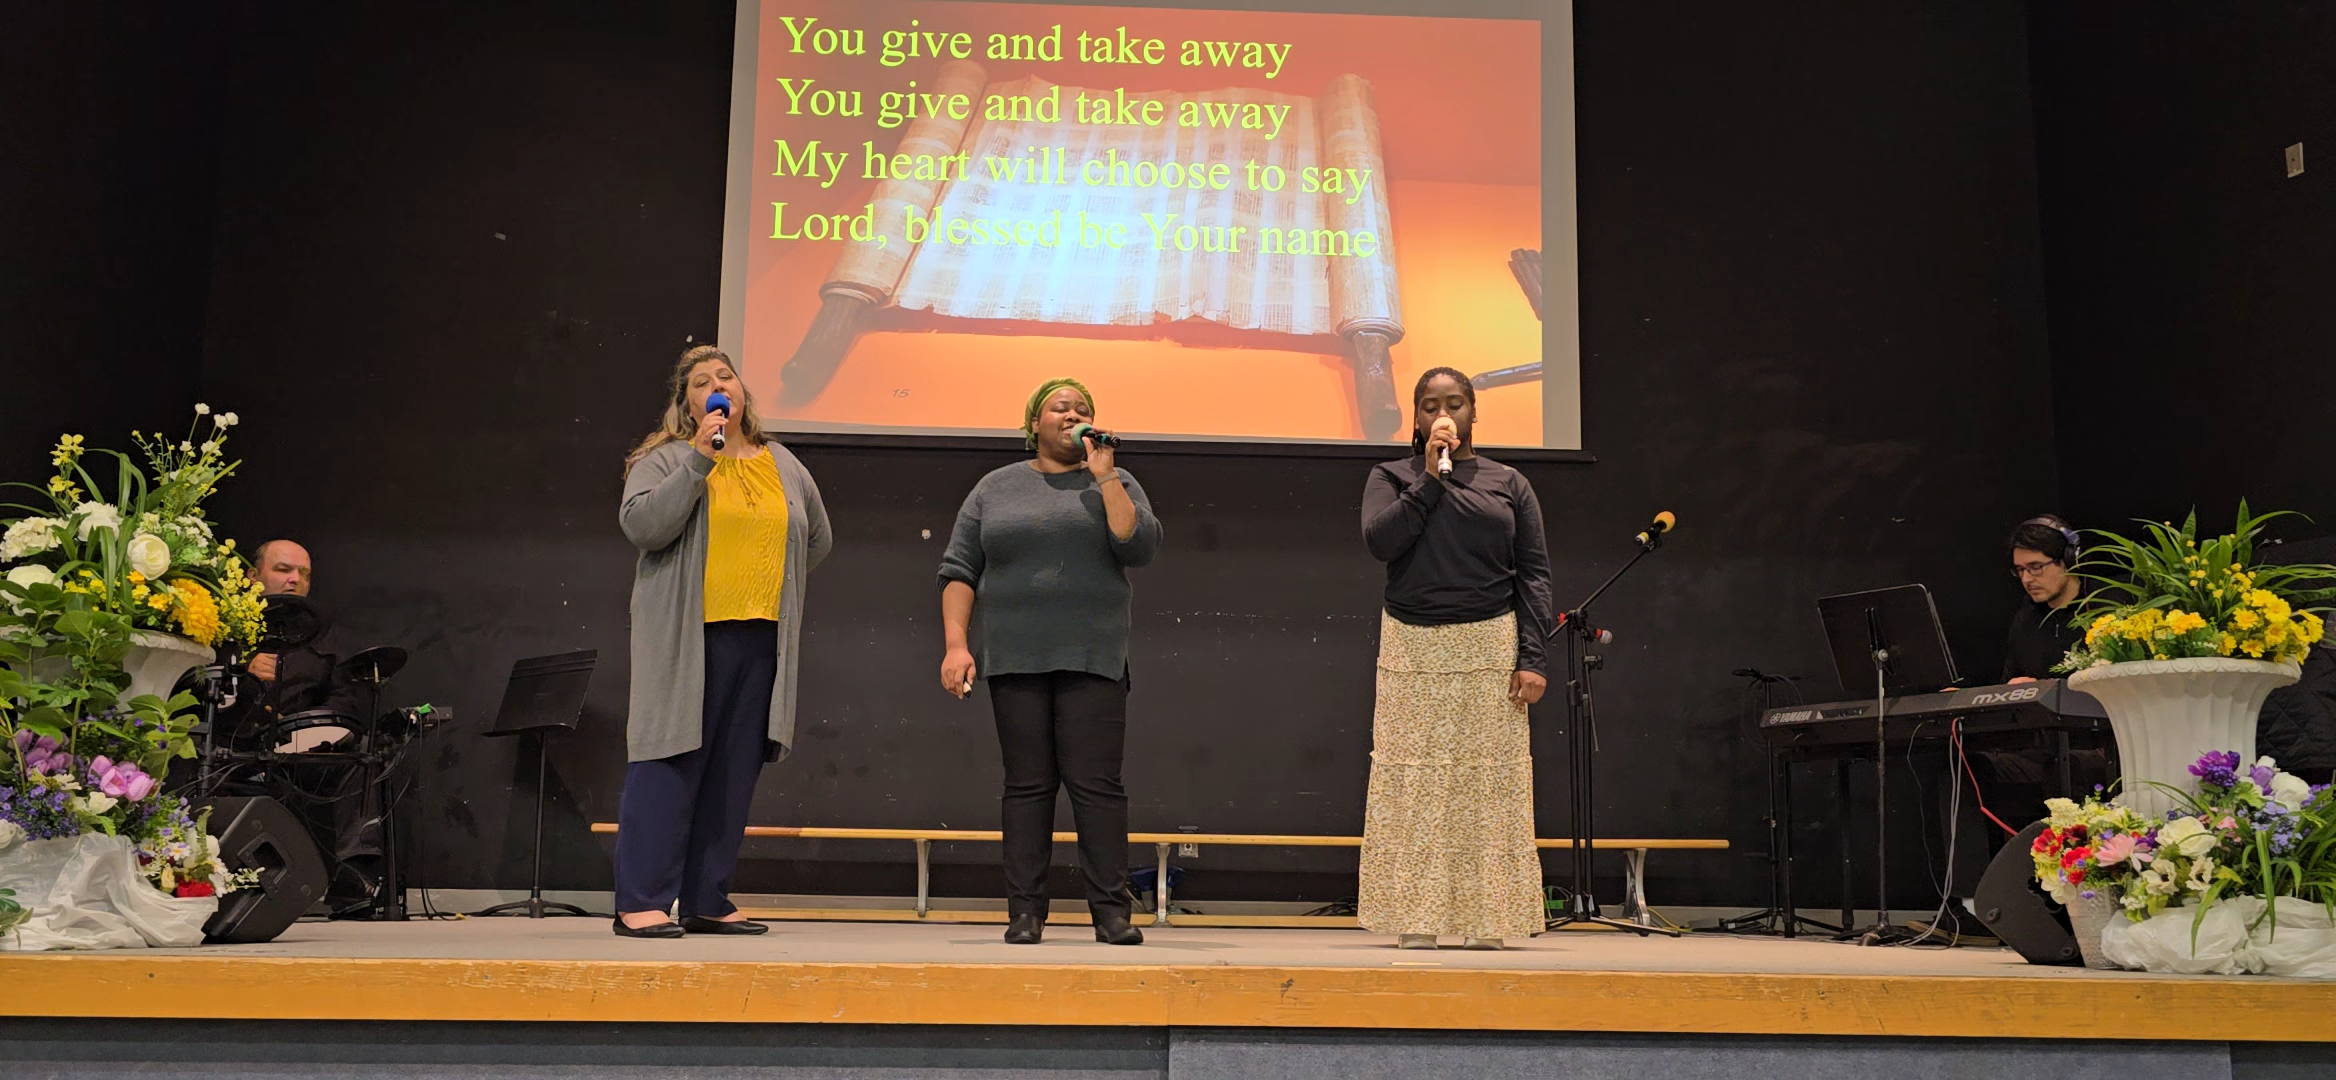 You give and take away
You give and take away
My heart will choose to say
Lord, blessed be Your name
15
YAMAHA
MX88